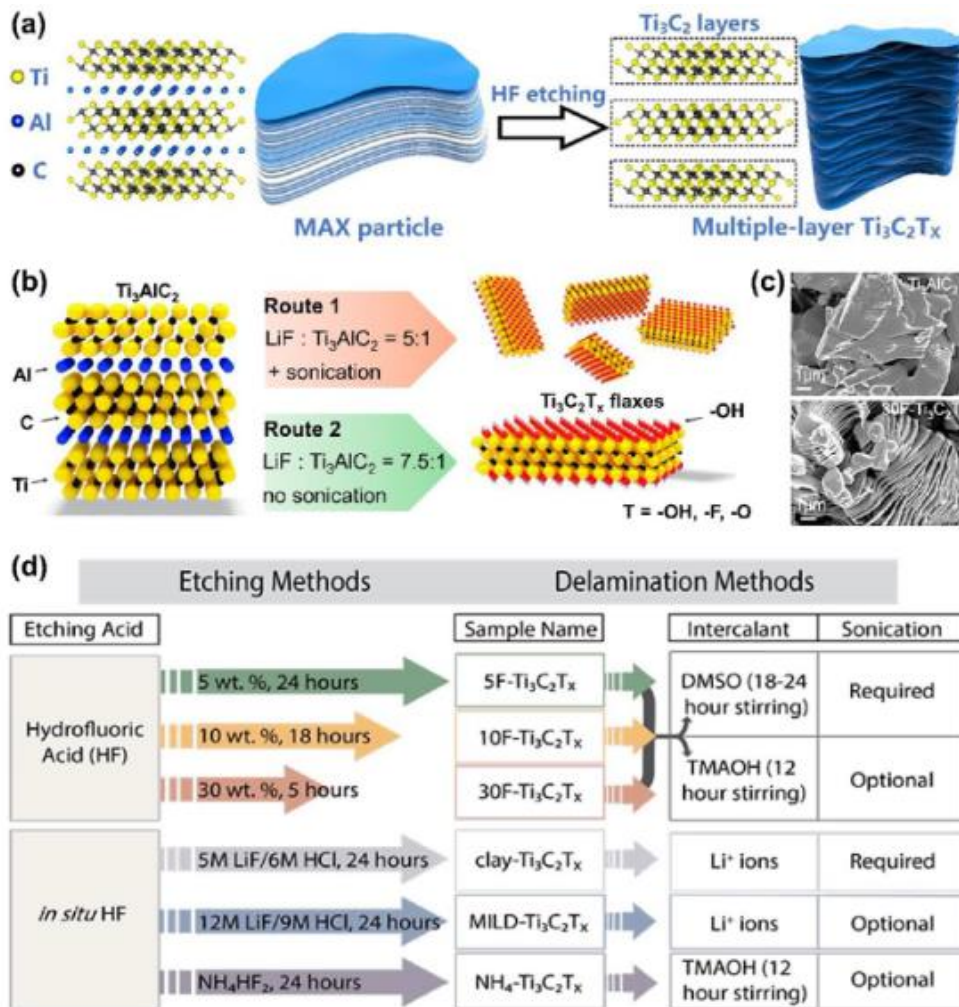 (a)
Ti
Al
C
MAX particle
HF etching
Ti₃C₂ layers
Multiple-layer Ti₃C₂Tₓ
(b)
Ti₃AlC₂
Al
C
Ti
Route 1
LiF : Ti₃AlC₂ = 5:1
+ sonication
Route 2
LiF : Ti₃AlC₂ = 7.5:1
no sonication
Ti₃C₂Tₓ flaxes
-OH
T = -OH, -F, -O
(c)
Ti₃AlC₂
1μm
30F-Ti₃C₂T
1μm
(d)
Etching Methods
Delamination Methods
Etching Acid
Sample Name
Intercalant
Sonication
Hydrofluoric
Acid (HF)
5 wt. %, 24 hours
5F-Ti₃C₂Tₓ
10 wt. %, 18 hours
10F-Ti₃C₂Tₓ
30 wt. %, 5 hours
30F-Ti₃C₂Tₓ
DMSO (18-24
hour stirring)
Required
TMAOH (12
hour stirring)
Optional
in situ HF
5M LiF/6M HCl, 24 hours
clay-Ti₃C₂Tₓ
Li⁺ ions
Required
12M LiF/9M HCl, 24 hours
MILD-Ti₃C₂Tₓ
Li⁺ ions
Optional
NH₄HF₂, 24 hours
NH₄-Ti₃C₂Tₓ
TMAOH (12
hour stirring)
Optional